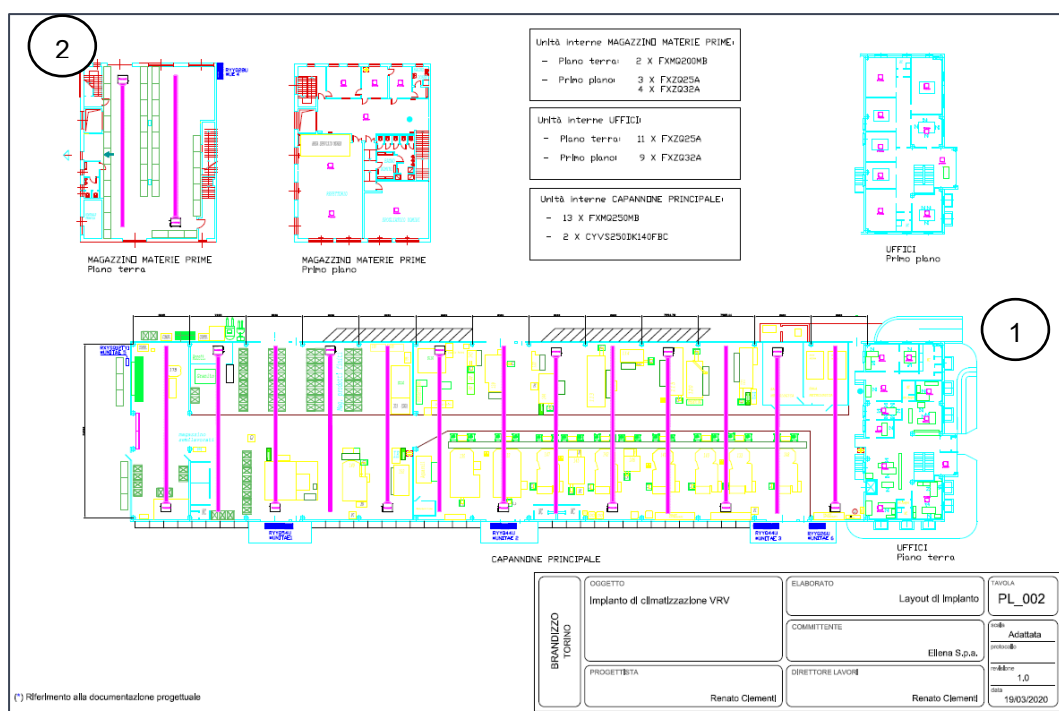 2
Unità interne MAGAZZINO MATERIE PRIME:
- Piano terra: 2 X FXMQ200MB
- Primo piano: 3 X FXZQ25A
4 X FXZQ32A
Unità interne UFFICI:
- Piano terra: 11 X FXZQ25A
- Primo piano: 9 X FXZQ32A
Unità interne CAPANNONE PRINCIPALE:
- 13 X FXMQ250MB
- 2 X CYVS250DK140FBC
MAGAZZINO MATERIE PRIME
Piano terra
MAGAZZINO MATERIE PRIME
Primo piano
UFFICI
Primo piano
1
magazzino
CAPANNONE PRINCIPALE
UFFICI
Piano terra
BRANDIZZO
TORINO
OGGETTO
Impianto di climatizzazione VRV
ELABORATO
Layout di Impianto
TAVOLA
PL_002
COMMITTENTE
Ellena S.p.a.
scala
Adattata
protocollo
PROGETTISTA
Renato Clementi
DIRETTORE LAVORI
Renato Clementi
revisione
1,0
data
19/03/2020
(*) Riferimento alla documentazione progettuale